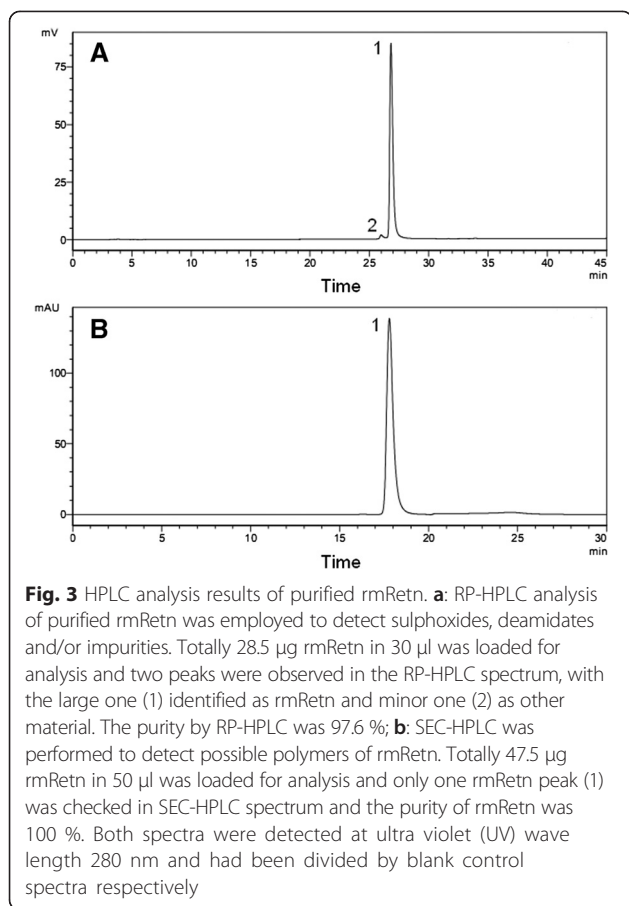 mV
A
1
75
50
25
2
0
0 5 10 15 20 25 30 35 40 45
min
Time
mAU
B
1
100
50
0
0 5 10 15 20 25 30
min
Time
Fig. 3 HPLC analysis results of purified rmRetn. a: RP-HPLC analysis
of purified rmRetn was employed to detect sulphoxides, deamidates
and/or impurities. Totally 28.5 μg rmRetn in 30 μl was loaded for
analysis and two peaks were observed in the RP-HPLC spectrum, with
the large one (1) identified as rmRetn and minor one (2) as other
material. The purity by RP-HPLC was 97.6 %; b: SEC-HPLC was
performed to detect possible polymers of rmRetn. Totally 47.5 μg
rmRetn in 50 μl was loaded for analysis and only one rmRetn peak (1)
was checked in SEC-HPLC spectrum and the purity of rmRetn was
100 %. Both spectra were detected at ultra violet (UV) wave
length 280 nm and had been divided by blank control
spectra respectively